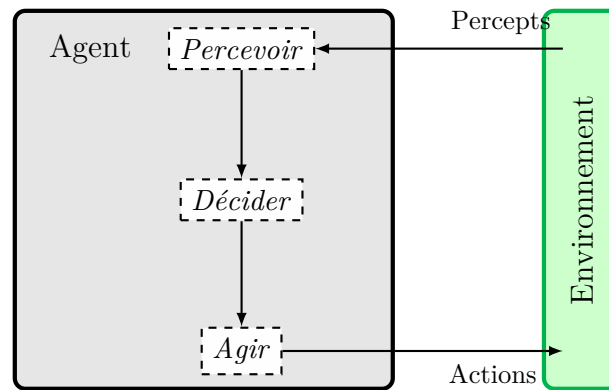 Agent
Percevoir
Percepts
Décider
Environnement
Agir
Actions